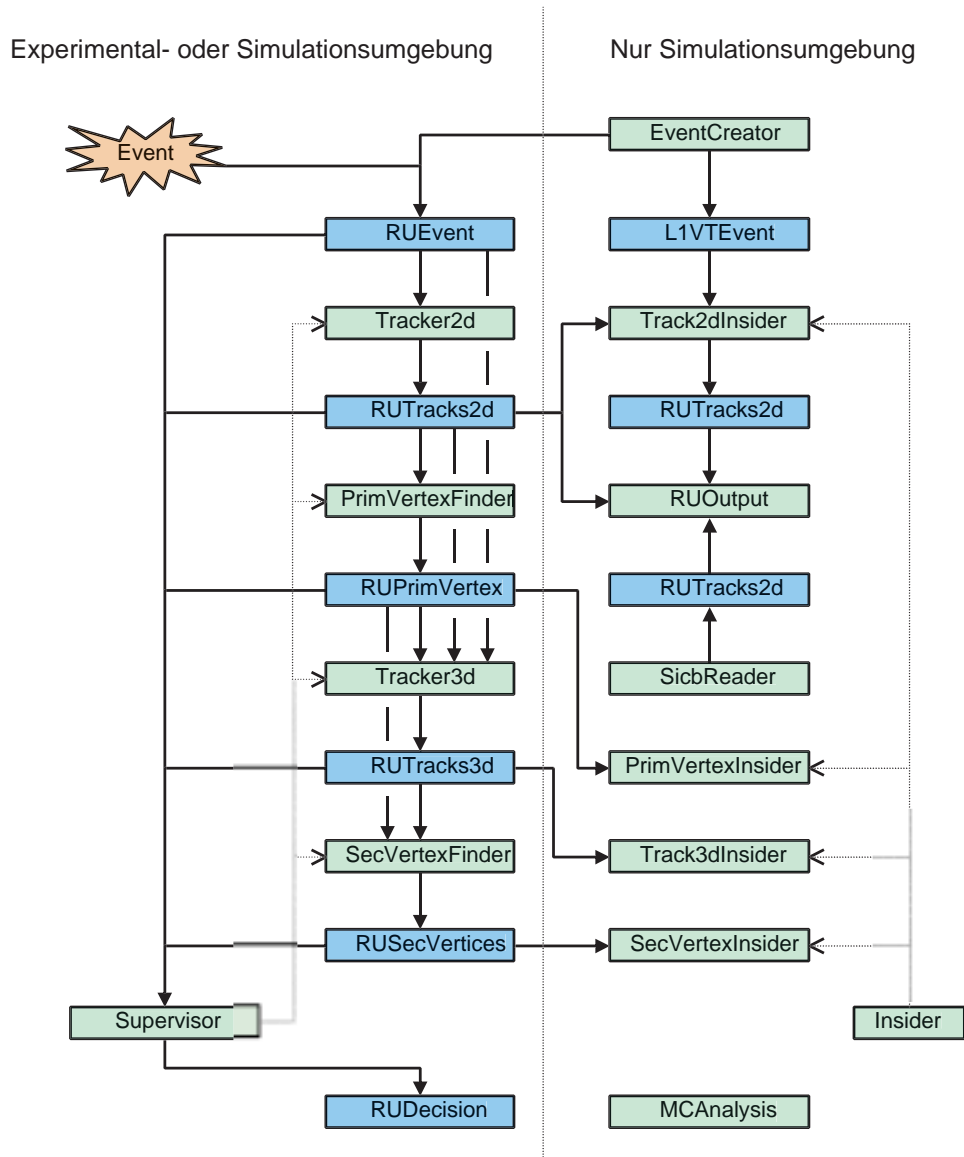 Experimental- oder Simulationsumgebung
Nur Simulationsumgebung
Event
EventCreator
RUEvent
L1VTEvent
Tracker2d
Track2dInsider
RUTracks2d
RUTracks2d
PrimVertexFinder
RUOutput
RUPrimVertex
RUTracks2d
Tracker3d
SicbReader
RUTracks3d
PrimVertexInsider
SecVertexFinder
Track3dInsider
RUSecVertices
SecVertexInsider
Supervisor
Insider
RUDecision
MCAnalysis